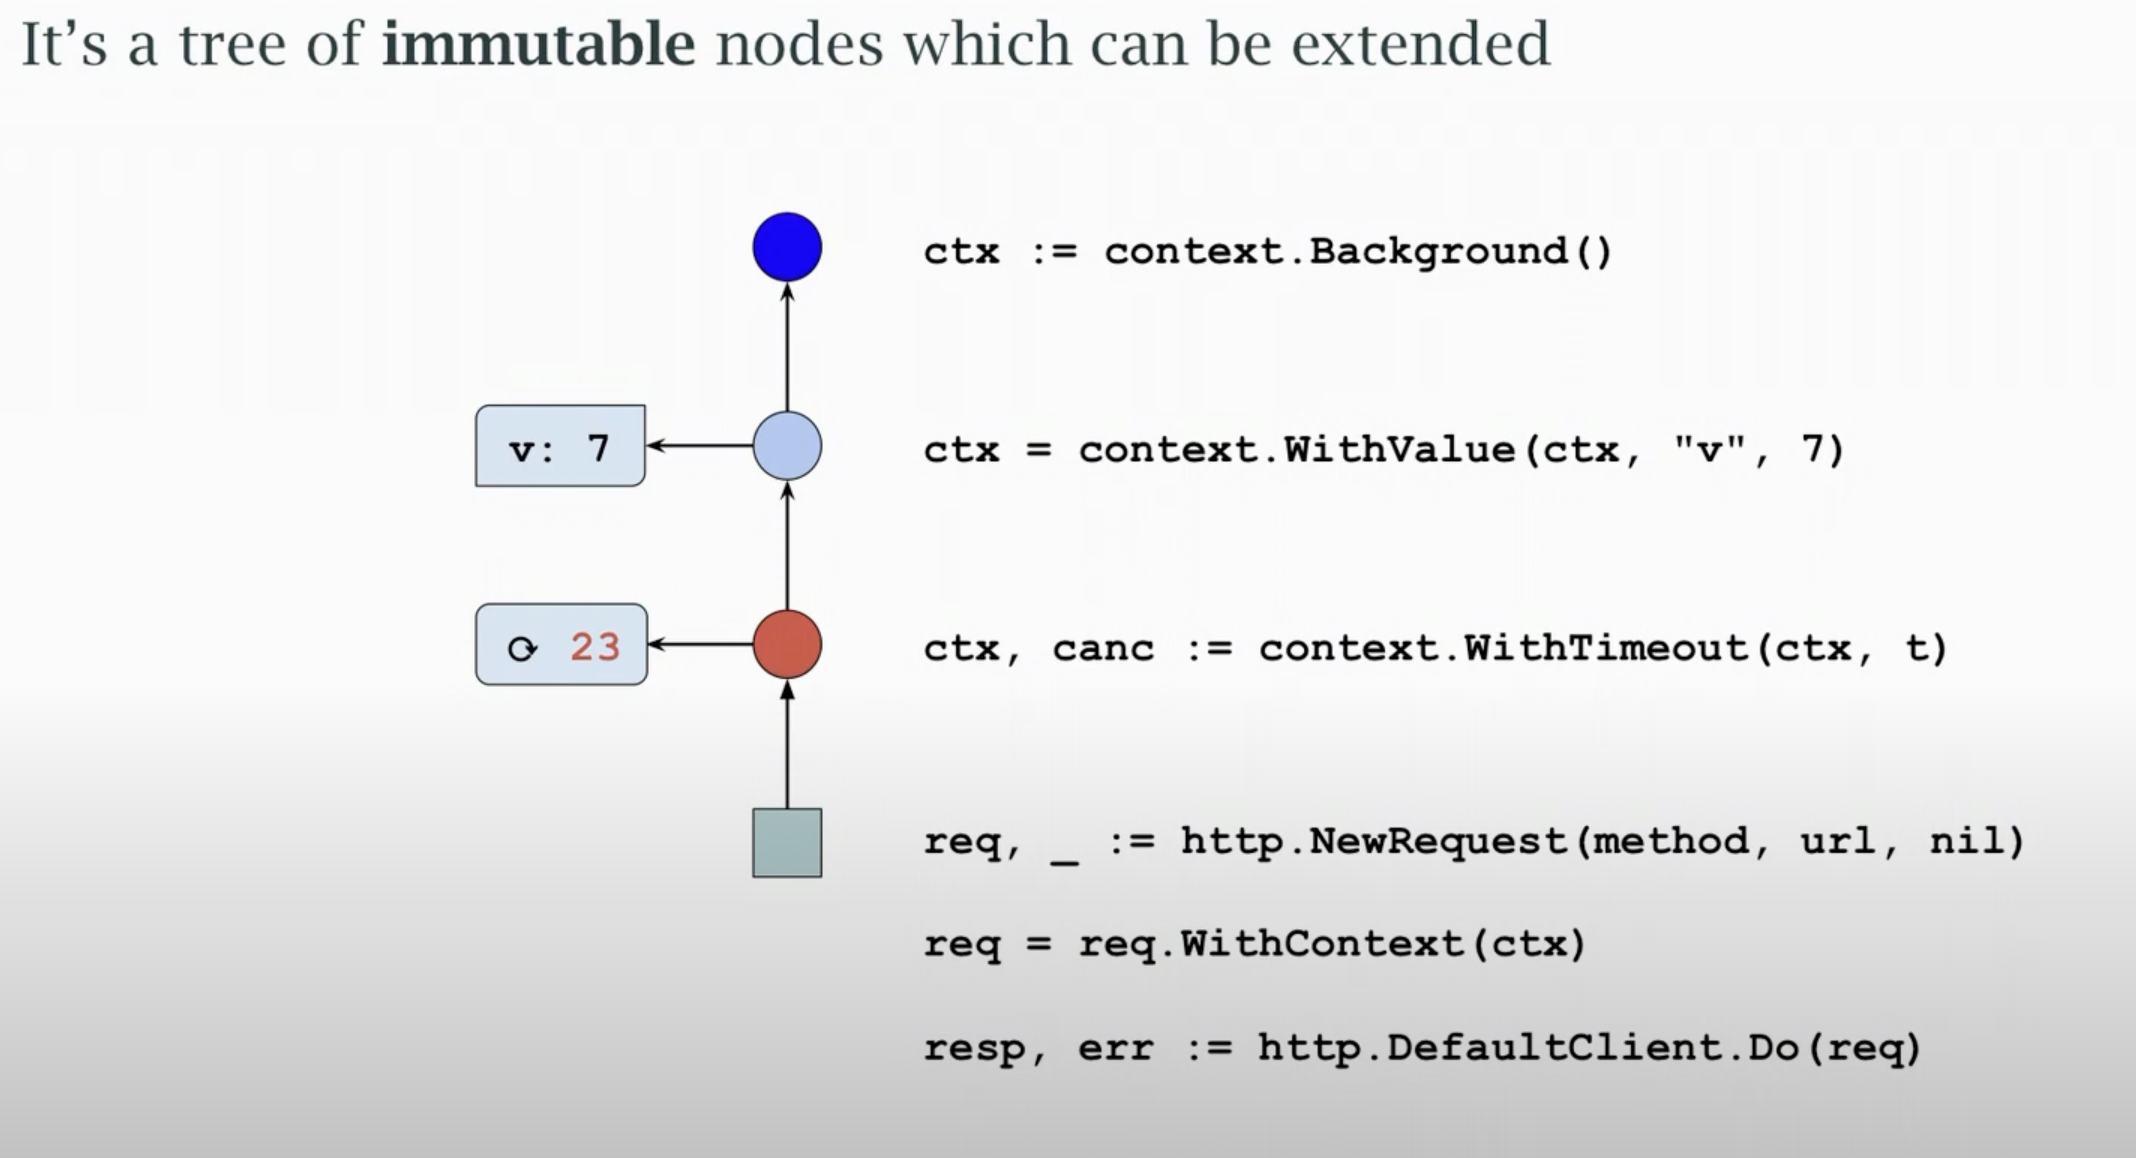 It's a tree of immutable nodes which can be extended
ctx := context.Background()
v: 7
ctx = context.WithValue(ctx, "v", 7)
⟳ 23
ctx, canc := context.WithTimeout(ctx, t)
req, _ := http.NewRequest(method, url, nil)
req = req.WithContext(ctx)
resp, err := http.DefaultClient.Do(req)